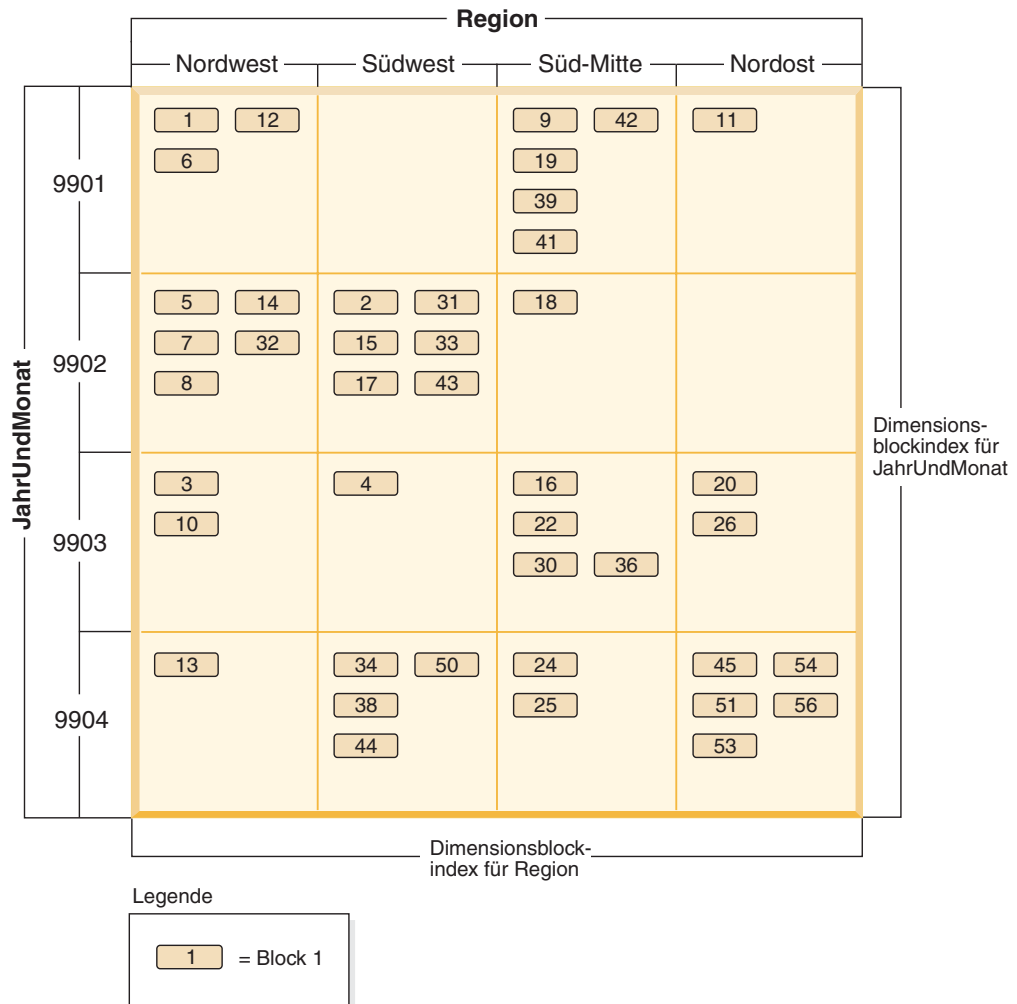 Region
Nordwest Südwest Süd-Mitte Nordost
JahrUndMonat
9901
1 12 9 42 11
6 19
39
41
9902
5 14 2 31 18
7 32 15 33
8 17 43
Dimensions-
blockindex für
JahrUndMonat
9903
3 4 16 20
10 22 26
30 36
9904
13 34 50 24 45 54
38 25 51 56
44 53
Dimensionsblock-
index für Region
Legende
1 = Block 1